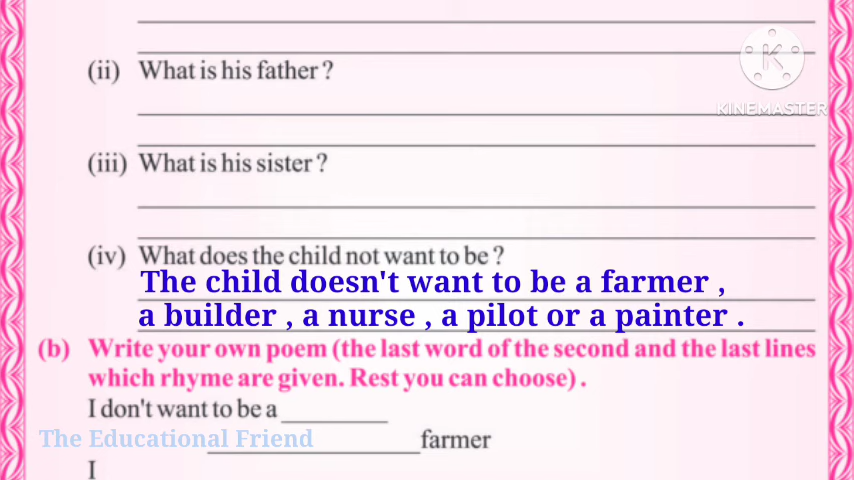 (ii) What is his father ?
KINEMASTER
(iii) What is his sister ?
(iv) What does the child not want to be ?
The child doesn't want to be a farmer ,
a builder , a nurse , a pilot or a painter .
(b) Write your own poem (the last word of the second and the last lines
which rhyme are given. Rest you can choose) .
I don't want to be a
The Educational Friend farmer
I